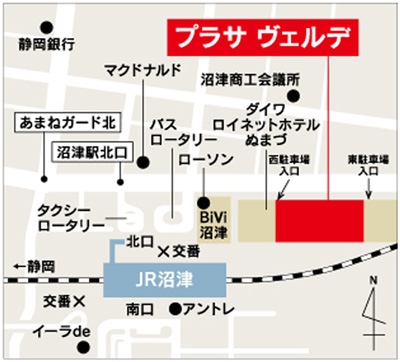 静岡銀行
プラサ ヴェルデ
マクドナルド
沼津商工会議所
あまねガード北
バス
ロータリー
ダイワ
ロイネットホテル
ぬまづ
沼津駅北口
ローソン
西駐車場
入口
東駐車場
入口
タクシー
ロータリー
BiVi
沼津
北口
交番
←静岡
JR沼津
交番
南口
アントレ
イーラde
N